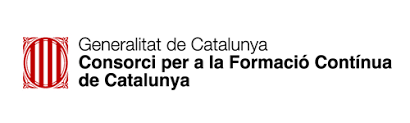 Generalitat de Catalunya
Consorci per a la Formació Contínua
de Catalunya